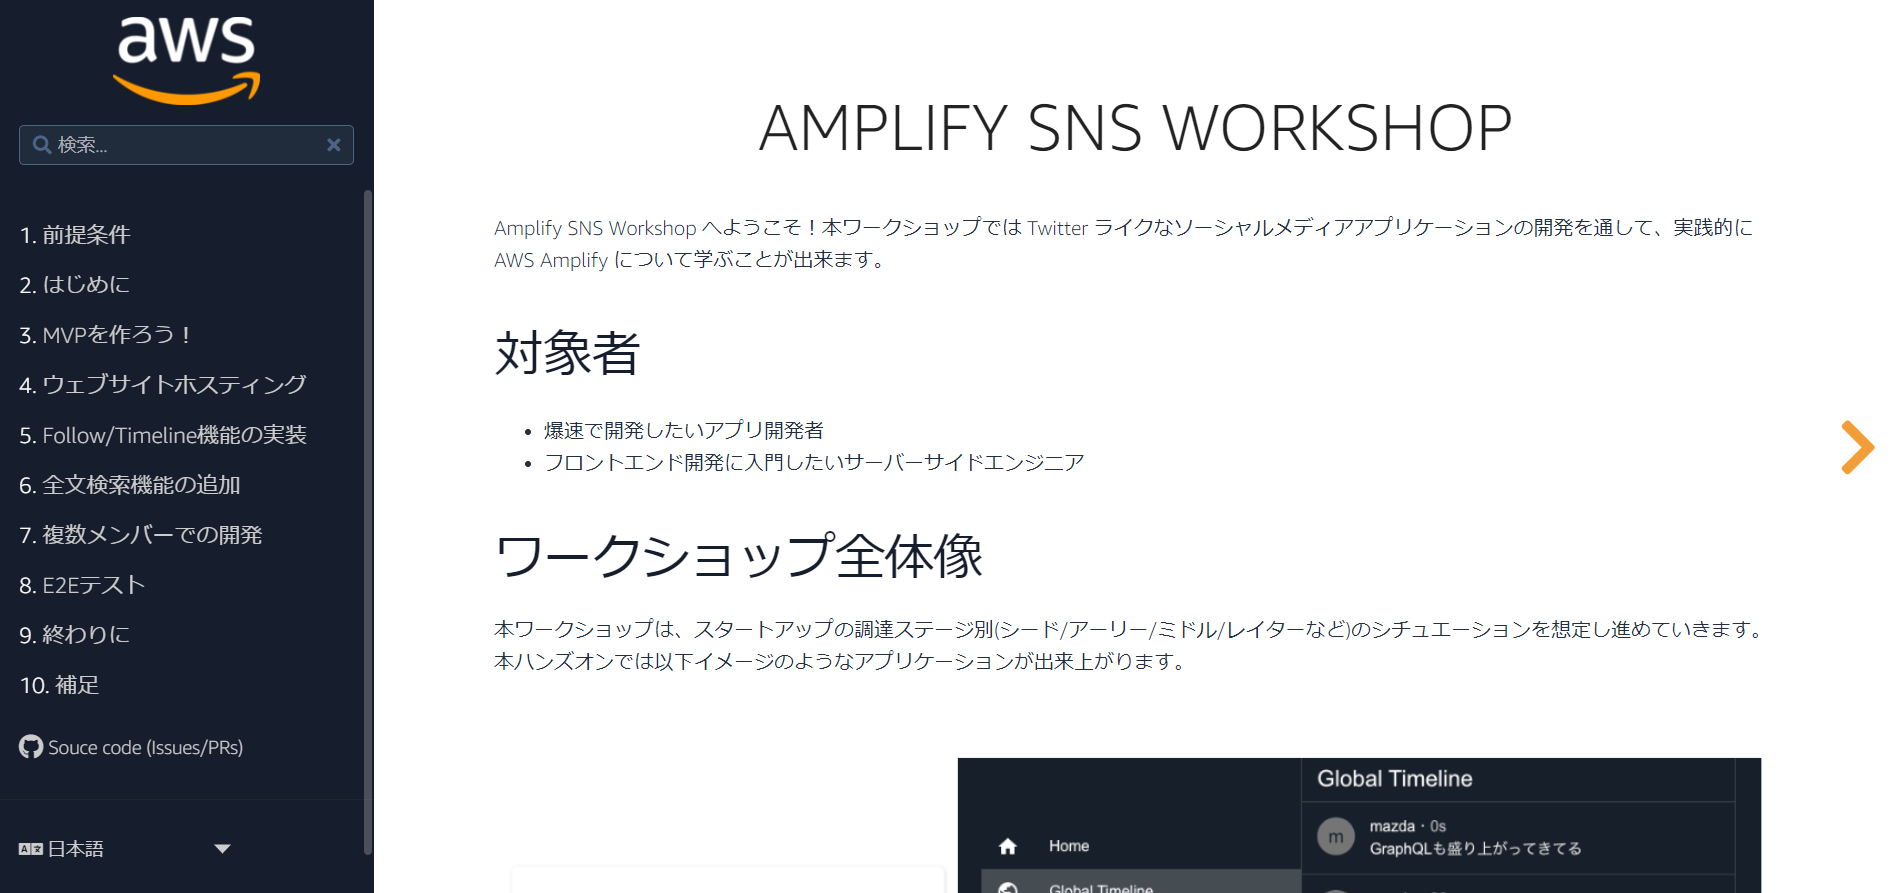 aws
検索...
1. 前提条件
2. はじめに
3. MVPを作ろう！
4. ウェブサイトホスティング
5. Follow/Timeline機能の実装
6. 全文検索機能の追加
7. 複数メンバーでの開発
8. E2Eテスト
9. 終わりに
10. 補足
Souce code (Issues/PRs)
日本語
AMPLIFY SNS WORKSHOP
Amplify SNS Workshop へようこそ！本ワークショップでは Twitter ライクなソーシャルメディアアプリケーションの開発を通して、実践的に
AWS Amplify について学ぶことが出来ます。
対象者
• 爆速で開発したいアプリ開発者
• フロントエンド開発に入門したいサーバーサイドエンジニア
ワークショップ全体像
本ワークショップは、スタートアップの調達ステージ別(シード/アーリー/ミドル/レイターなど)のシチュエーションを想定し進めていきます。
本ハンズオンでは以下イメージのようなアプリケーションが出来上がります。
Home
Global Timeline
Global Timeline
m
mazda・0s
GraphQLも盛り上がってきてる